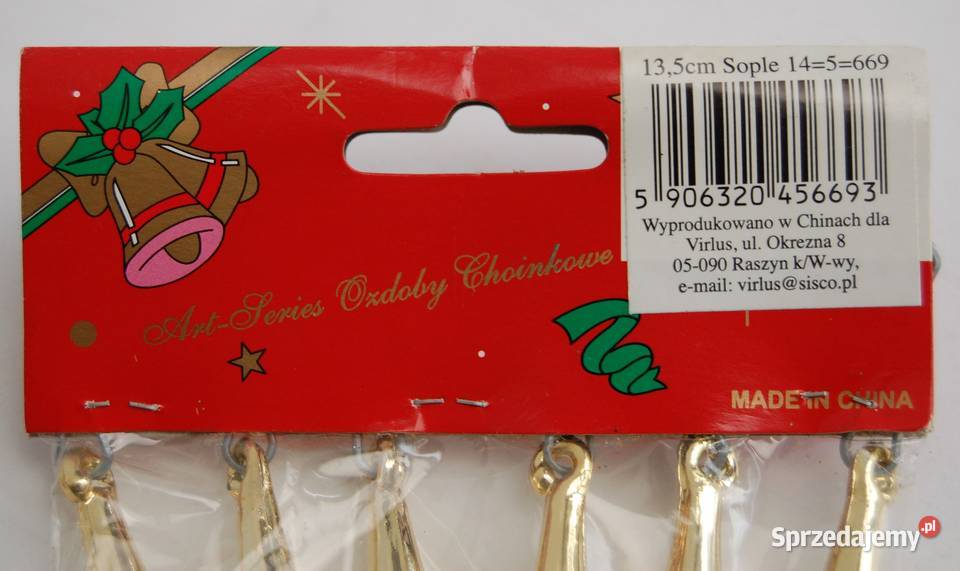 13,5cm Sople 14=5=669
5 906320 456693
Wyprodukowano w Chinach dla
Virlus, ul. Okrezna 8
05-090 Raszyn k/W-wy,
e-mail: virlus@sisco.pl
Art-Series Ozdoby Choinkowe
MADE IN CHINA
Sprzedajemy.pl